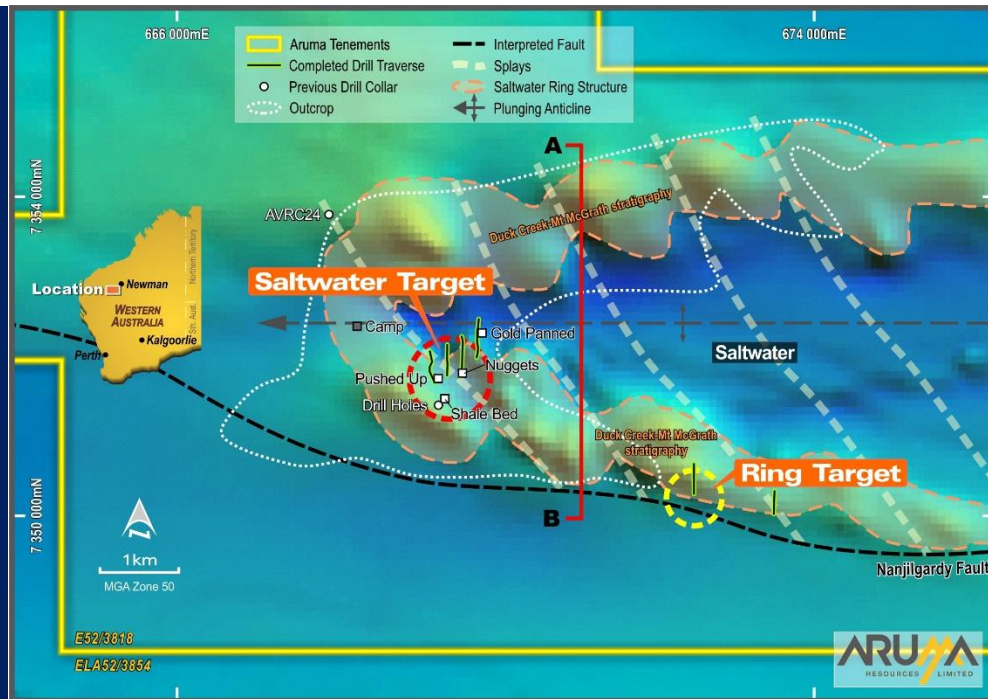 666 000mE
674 000mE
Aruma Tenements
Completed Drill Traverse
Previous Drill Collar
Outcrop
Interpreted Fault
Splays
Saltwater Ring Structure
Plunging Anticline
7 354 000mN
7 350 000mN
A
AVRC24
Duck Creek-Mt McGrath stratigraphy
Location
Newman
WESTERN
AUSTRALIA
Kalgoorlie
Perth
Northern Territory
Sth. Aust.
Saltwater Target
Camp
Gold Panned
Saltwater
Nuggets
Pushed Up
Drill Holes
Shale Bed
Duck Creek-Mt McGrath
stratigraphy
Ring Target
B
N
1km
MGA Zone 50
Nanjilgardy Fault
E52/3818
ELA52/3854
ARUMA
RESOURCES LIMITED